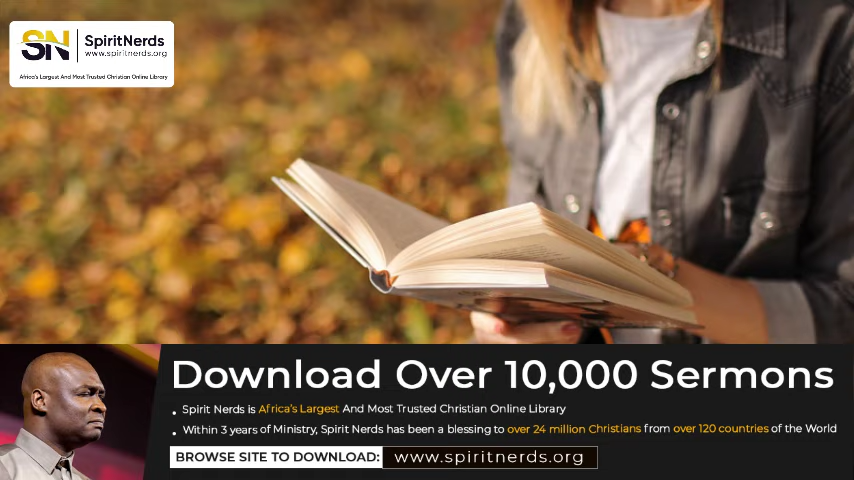 SN
SpiritNerds
www.spiritnerds.org
Africa's Largest And Most Trusted Christian Online Library
Download Over 10,000 Sermons
Spirit Nerds is Africa's Largest And Most Trusted Christian Online Library
Within 3 years of Ministry, Spirit Nerds has been a blessing to over 24 million Christians from over 120 countries of the World
BROWSE SITE TO DOWNLOAD: www.spiritnerds.org